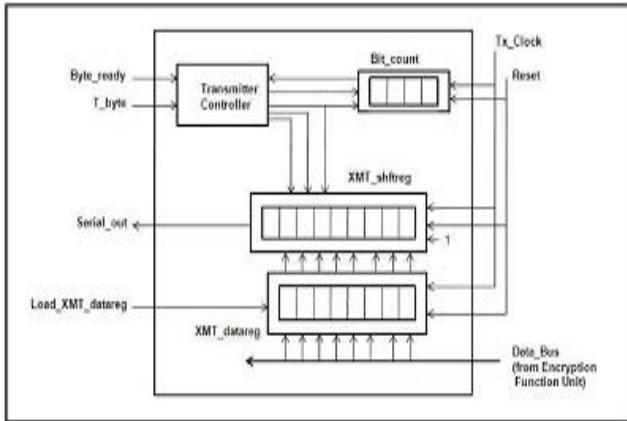 Bit_count
Tx_Clock
Byte_ready
Transmitter
Controller
Reset
T_byte
XMT_shftreg
Serial_out
1
Load_XMT_datareg
XMT_datareg
Data_Bus
(from Encryption
Function Unit)